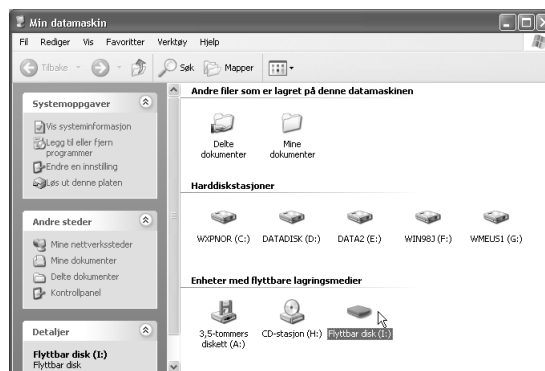 Min datamaskin
Fil Rediger Vis Favoritter Verktøy Hjelp
Tilbake Søk Mapper
Systemoppgaver
Vis systeminformasjon
Legg til eller fjern
programmer
Endre en innstilling
Løs ut denne platen
Andre steder
Mine nettverkssteder
Mine dokumenter
Delte dokumenter
Kontrollpanel
Detaljer
Flyttbar disk (I:)
Flyttbar disk
Andre filer som er lagret på denne datamaskinen
Delte
dokumenter
Mine
dokumenter
Harddiskstasjoner
WXPNOR (C:) DATADISK (D:) DATA2 (E:) WIN98J (F:) WMEUS1 (G:)
Enheter med flyttbare lagringsmedier
3,5-tommers
diskett (A:)
CD-stasjon (H:)
Flyttbar disk (I:)